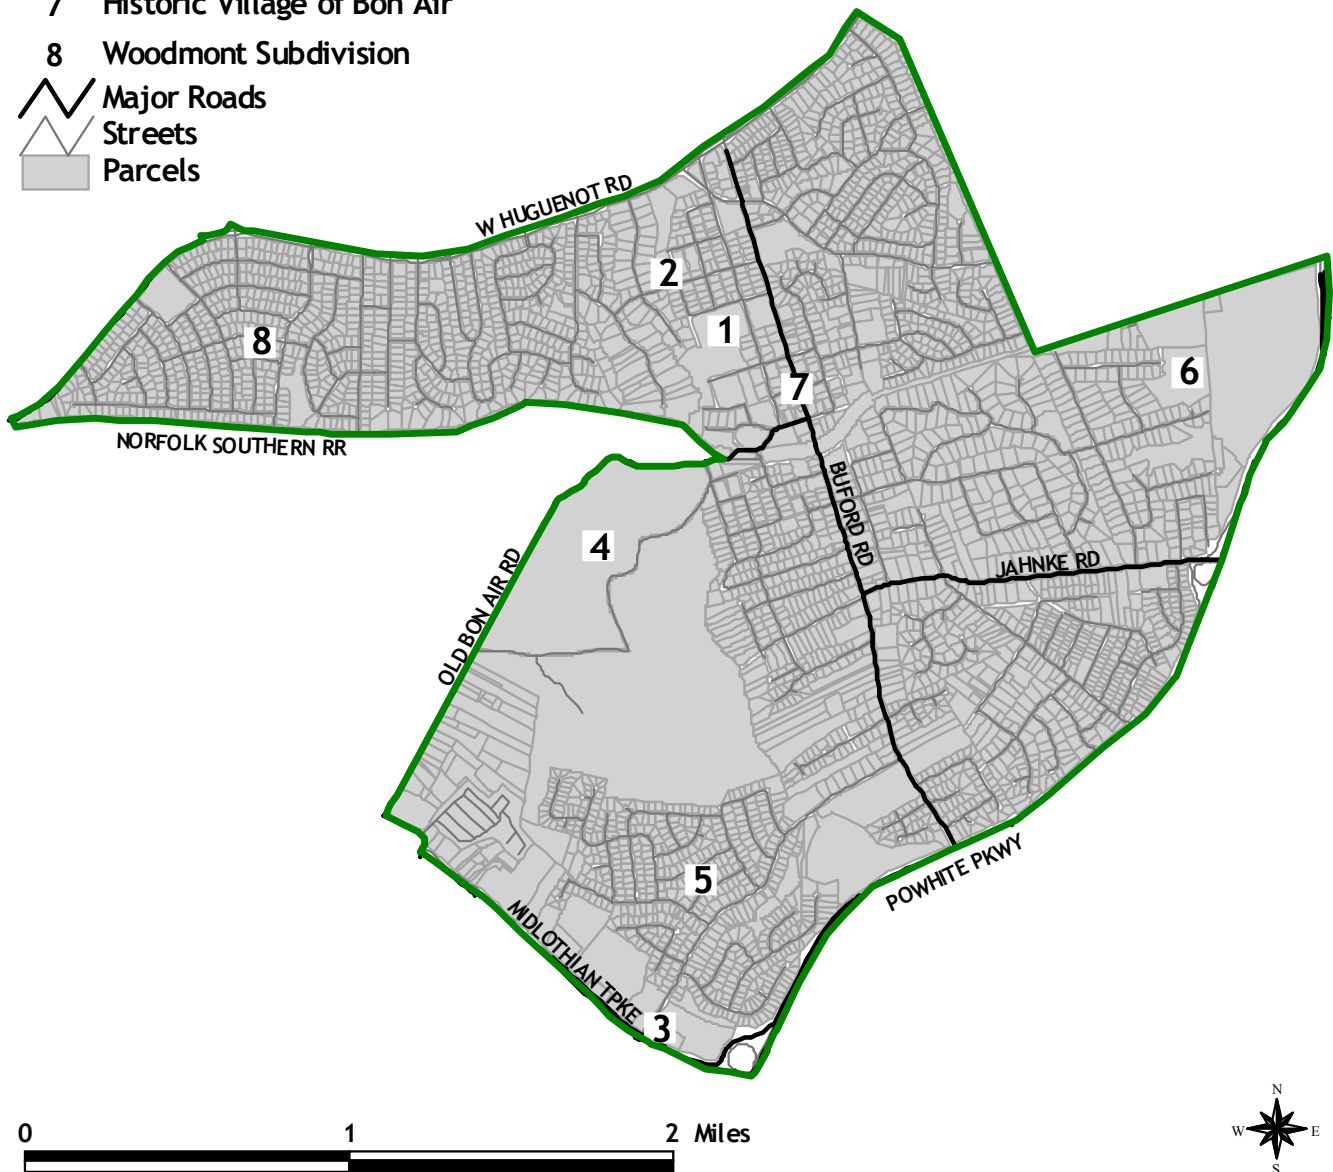 7 Historic Village of Bon Air
8 Woodmont Subdivision
Major Roads
Streets
Parcels
W HUGUENOT RD
2
1
8
6
7
NORFOLK SOUTHERN RR
BUFORD RD
4
JAHNKE RD
OLD BON AIR RD
5
POWHITE PKWY
MIDLOTHIAN TPKE
3
N
W E
S
0 1 2 Miles